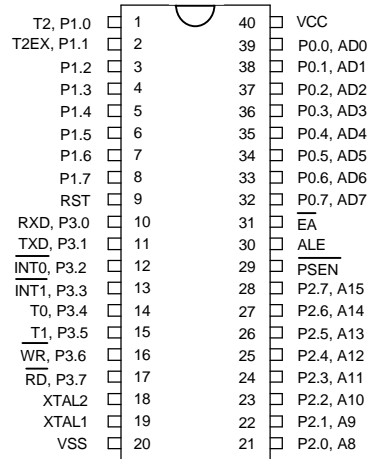 T2, P1.0 1 40 VCC
T2EX, P1.1 2 39 P0.0, AD0
P1.2 3 38 P0.1, AD1
P1.3 4 37 P0.2, AD2
P1.4 5 36 P0.3, AD3
P1.5 6 35 P0.4, AD4
P1.6 7 34 P0.5, AD5
P1.7 8 33 P0.6, AD6
RST 9 32 P0.7, AD7
RXD, P3.0 10 31 EA
TXD, P3.1 11 30 ALE
INT0, P3.2 12 29 PSEN
INT1, P3.3 13 28 P2.7, A15
T0, P3.4 14 27 P2.6, A14
T1, P3.5 15 26 P2.5, A13
WR, P3.6 16 25 P2.4, A12
RD, P3.7 17 24 P2.3, A11
XTAL2 18 23 P2.2, A10
XTAL1 19 22 P2.1, A9
VSS 20 21 P2.0, A8